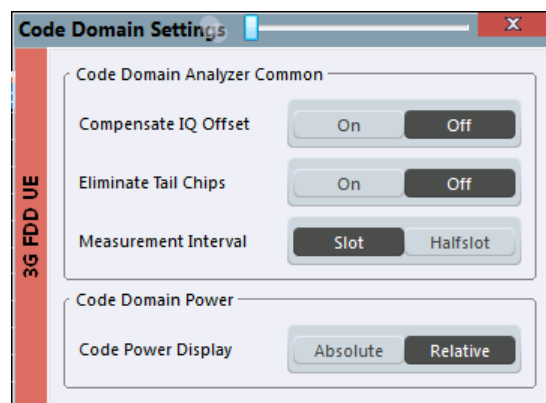 Code Domain Settings X
Code Domain Analyzer Common
Compensate IQ Offset On Off
Eliminate Tail Chips On Off
Measurement Interval Slot Halfslot
3G FDD UE
Code Domain Power
Code Power Display Absolute Relative